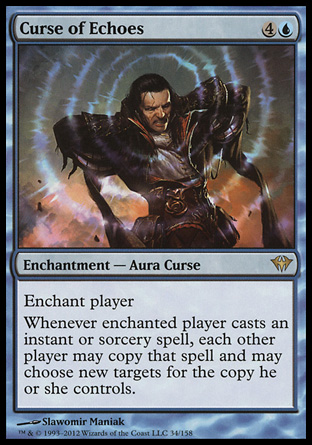 Curse of Echoes 4
Enchantment — Aura Curse
Enchant player
Whenever enchanted player casts an
instant or sorcery spell, each other
player may copy that spell and may
choose new targets for the copy he
or she controls.
Slawomir Maniak
™ & © 1993–2012 Wizards of the Coast LLC 34/158